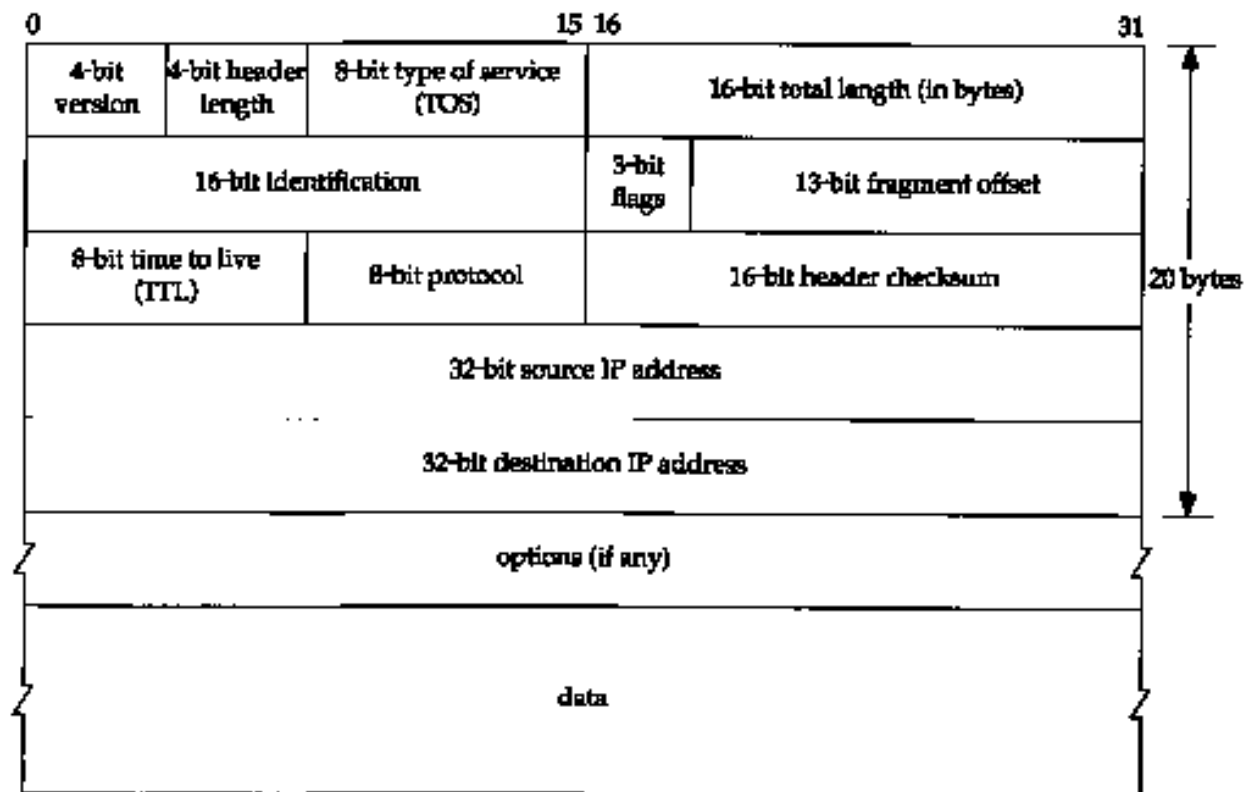 0 15 16 31
4-bit version
4-bit header length
8-bit type of service (TOS)
16-bit total length (in bytes)
16-bit identification
3-bit flags
13-bit fragment offset
8-bit time to live (TTL)
8-bit protocol
16-bit header checksum
20 bytes
32-bit source IP address
32-bit destination IP address
options (if any)
data